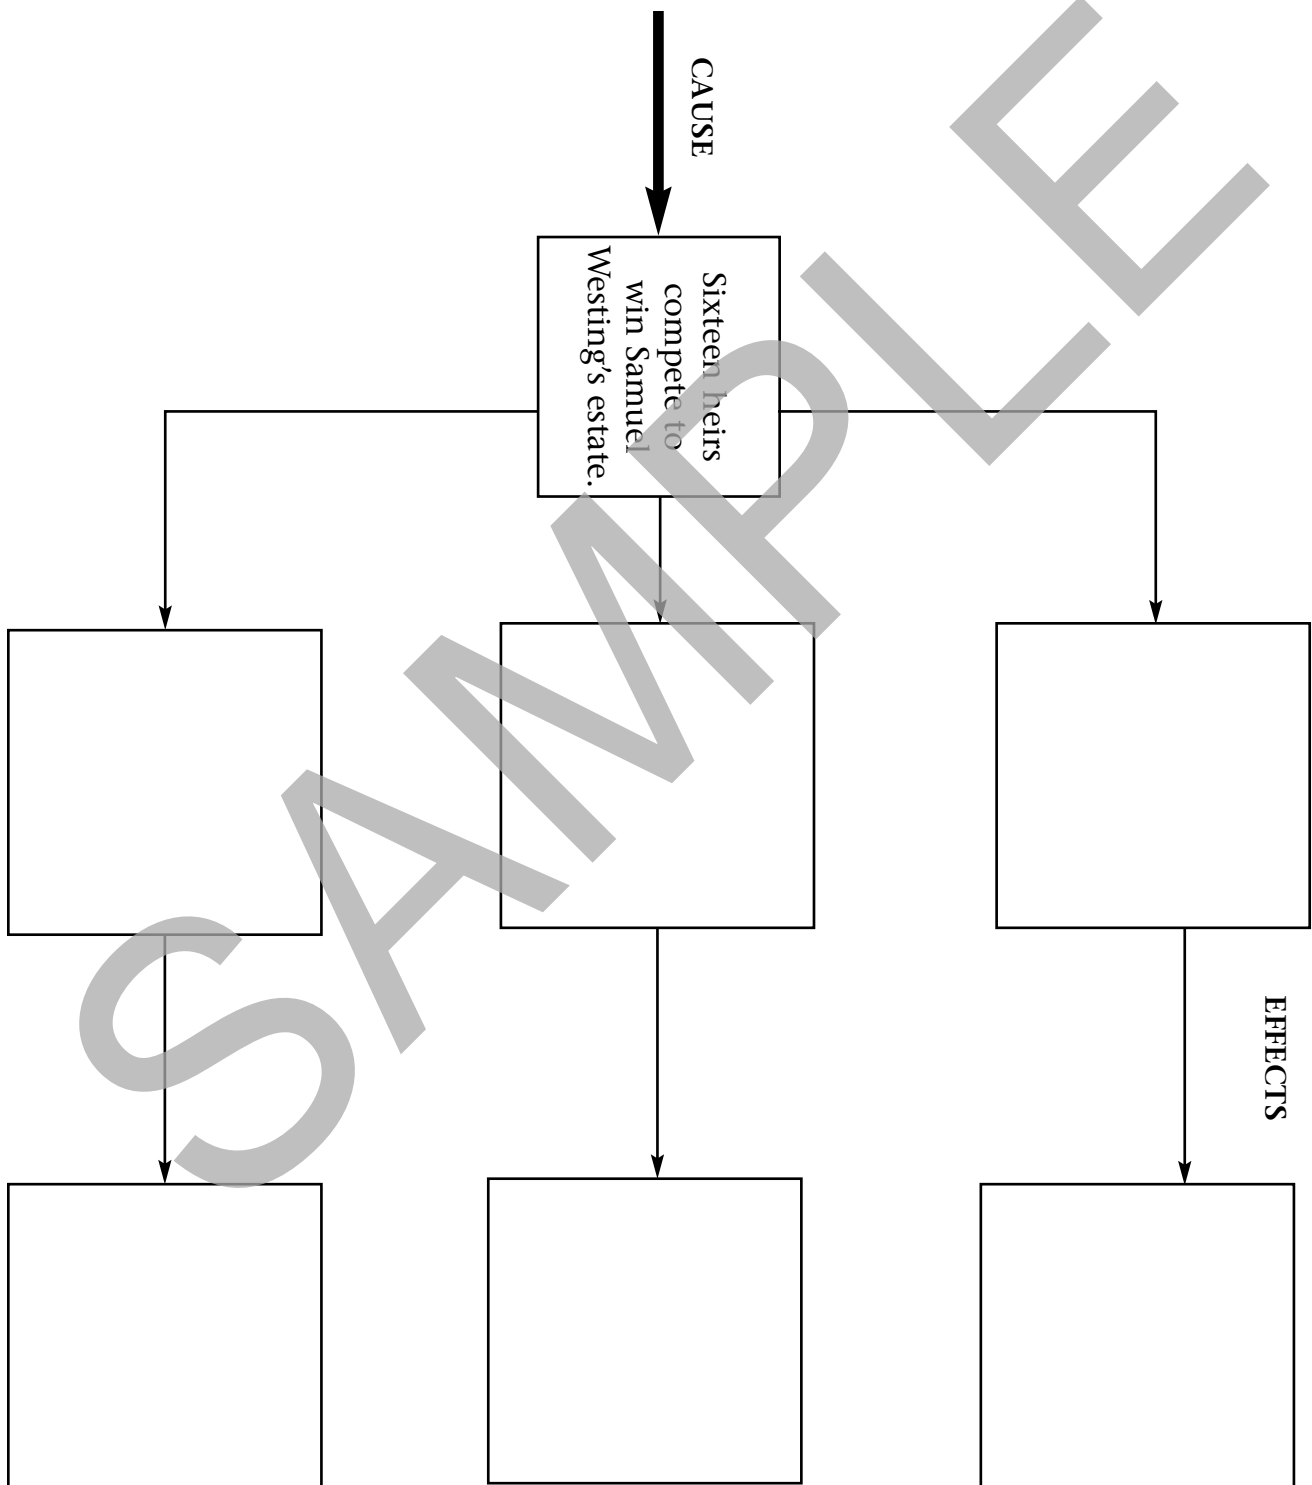 CAUSE
Sixteen heirs
compete to
win Samuel
Westing's estate.
EFFECTS
SAMPLE